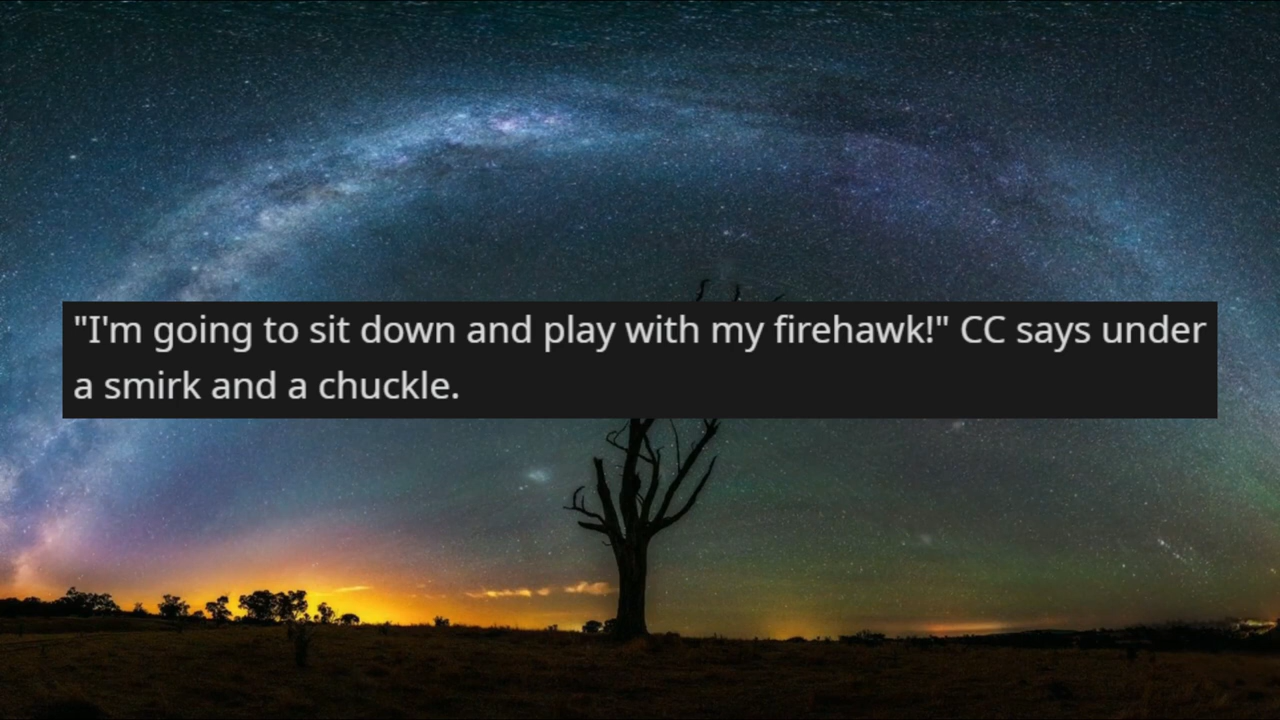 "I'm going to sit down and play with my firehawk!" CC says under
a smirk and a chuckle.